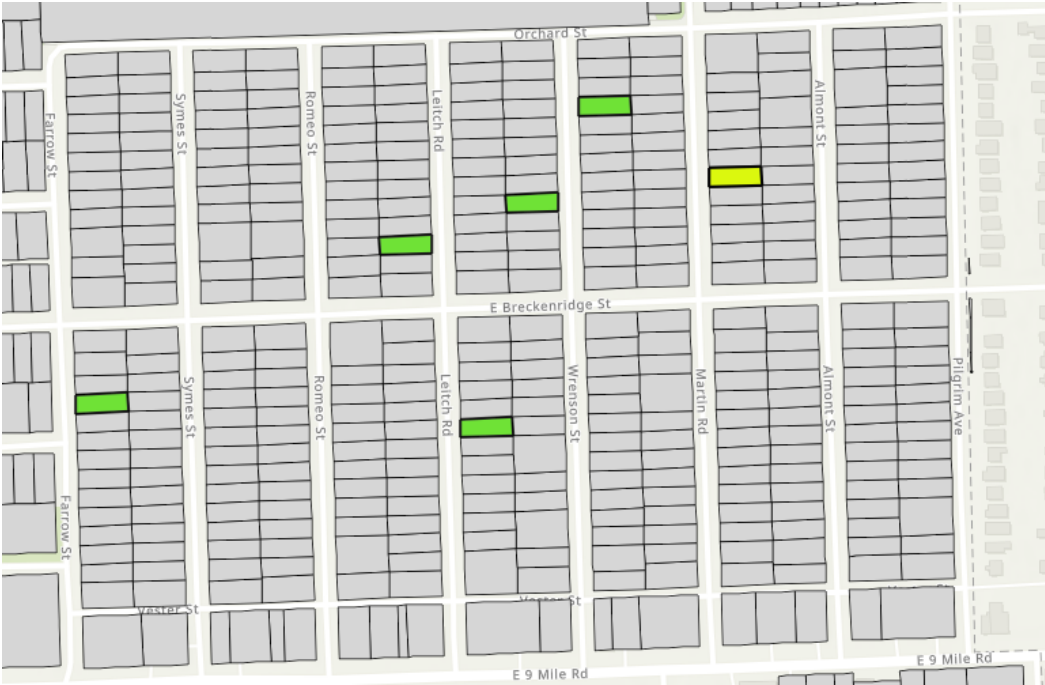 Orchard St
Farrow St
Symes St
Romeo St
Leitch Rd
Almont St
E Breckenridge St
Symes St
Romeo St
Leitch Rd
Wrenson St
Martin Rd
Almont St
Pilgrim Ave
Farrow St
Vester St
E 9 Mile Rd
E 9 Mile Rd